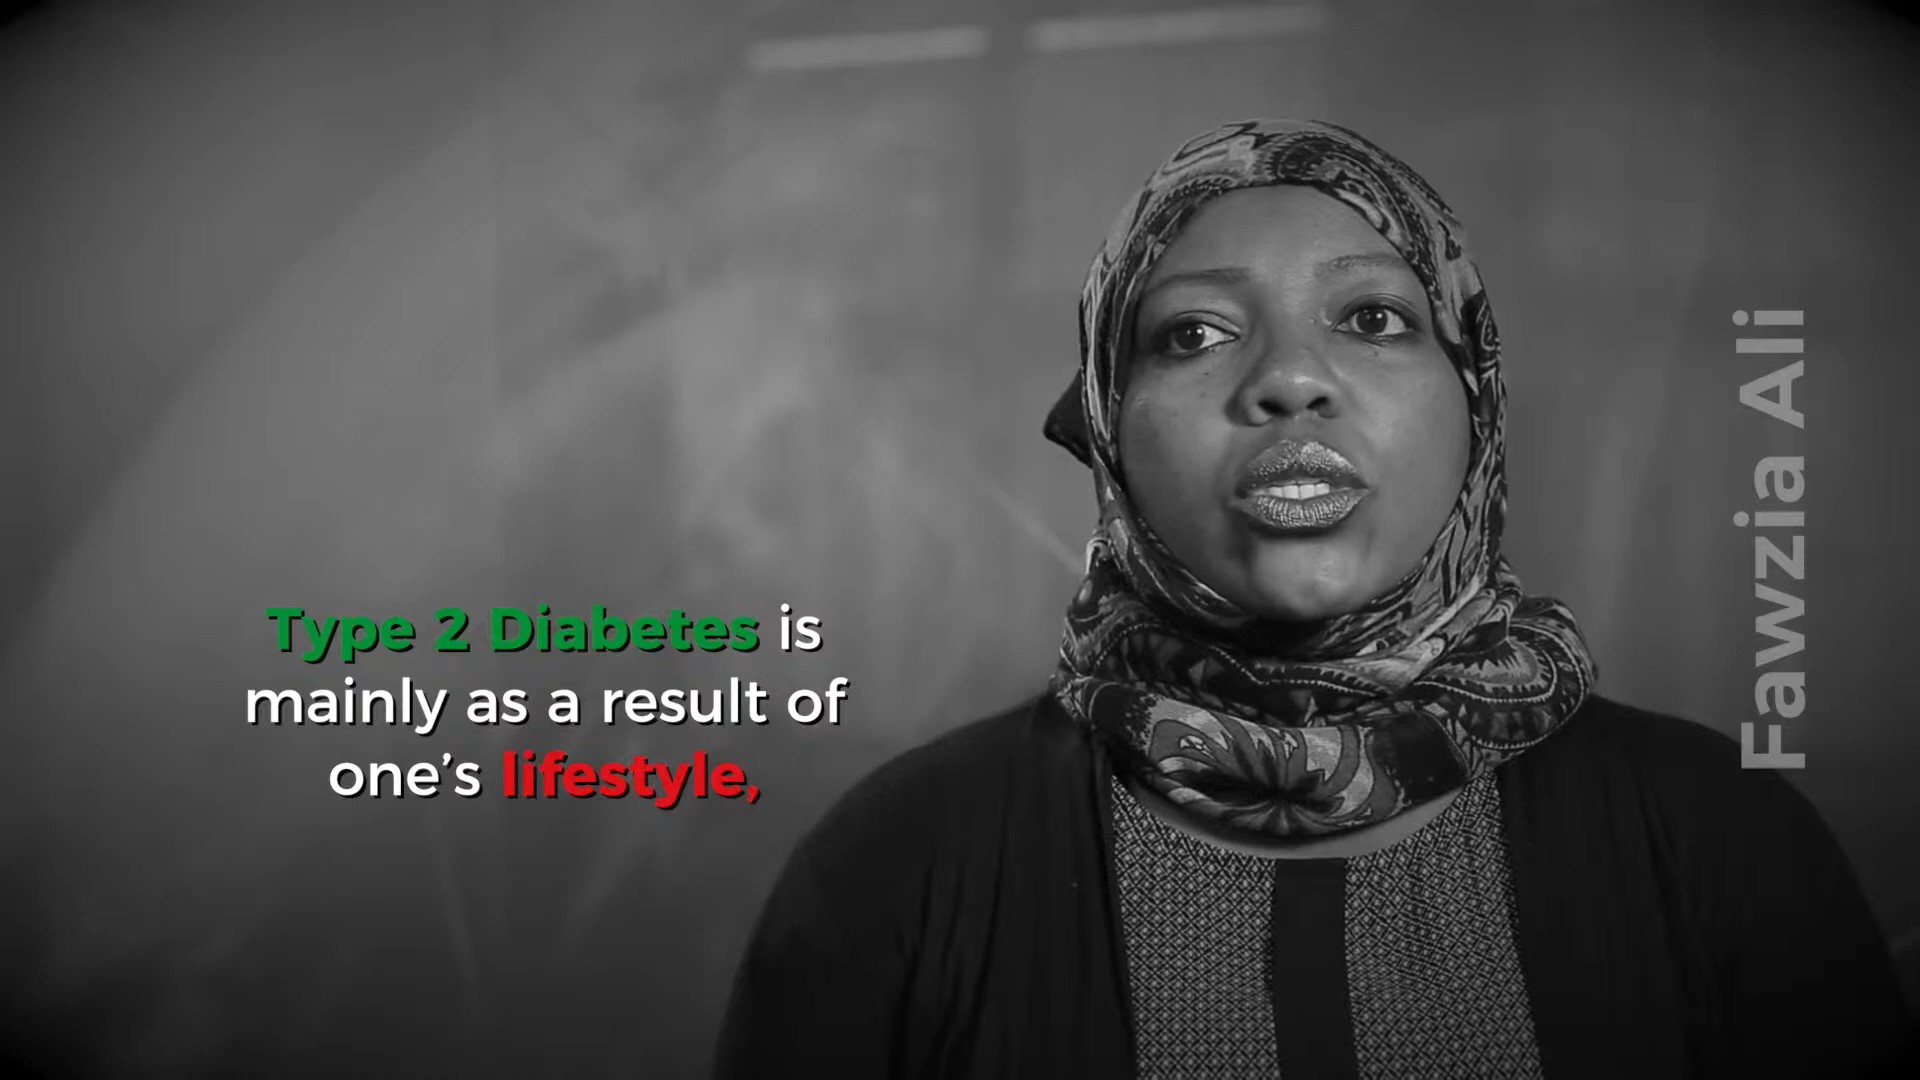 Type 2 Diabetes is
mainly as a result of
one's lifestyle,
Fawzia Ali